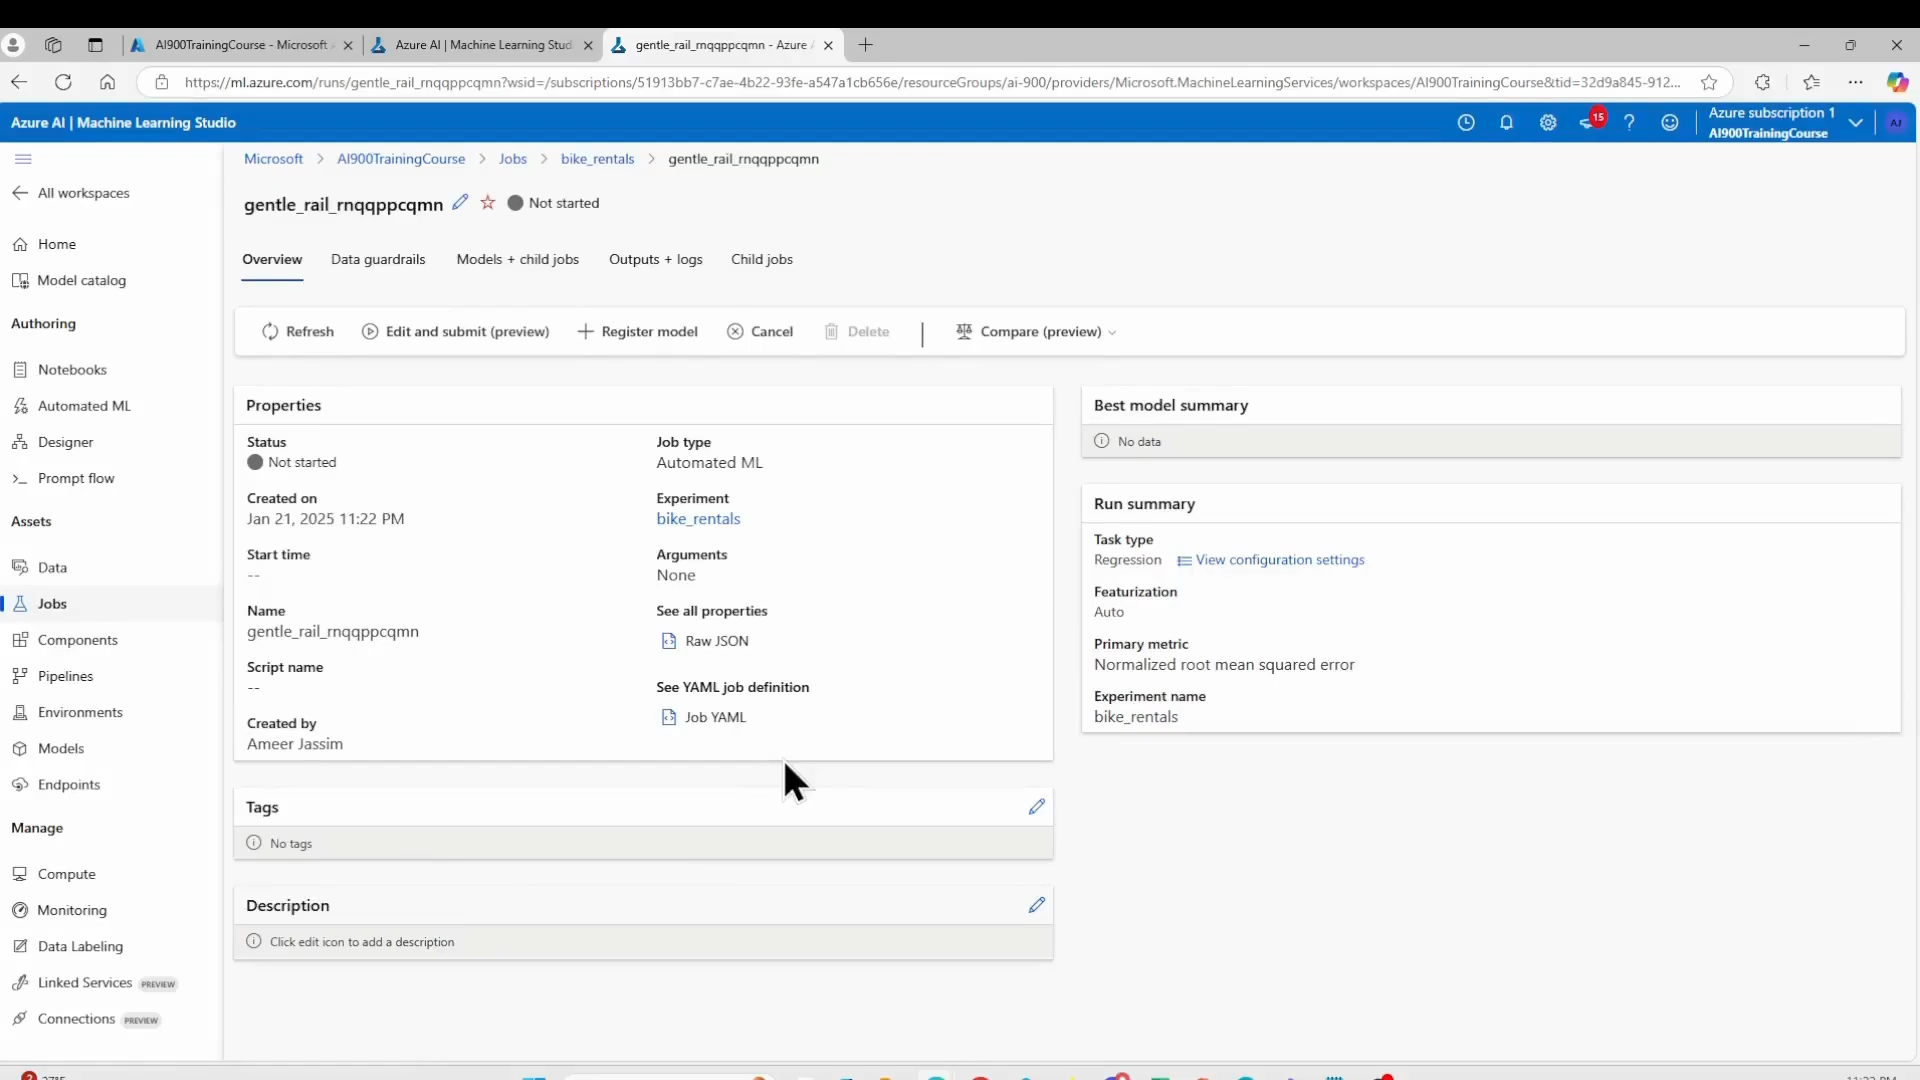 AI900TrainingCourse - Microsoft
Azure AI | Machine Learning Studi
gentle_rail_rnqqppcqmn - Azure
https://ml.azure.com/runs/gentle_rail_rnqqppcqmn?wsid=/subscriptions/51913bb7-c7ae-4b22-93fe-a547a1cb656e/resourceGroups/ai-900/providers/Microsoft.MachineLearningServices/workspaces/AI900TrainingCourse&tid=32d9a845-912...
Azure AI | Machine Learning Studio
15
Azure subscription 1
AI900TrainingCourse
AJ
Microsoft > AI900TrainingCourse > Jobs > bike_rentals > gentle_rail_rnqqppcqmn
All workspaces
Home
Model catalog
Authoring
Notebooks
Automated ML
Designer
Prompt flow
Assets
Data
Jobs
Components
Pipelines
Environments
Models
Endpoints
Manage
Compute
Monitoring
Data Labeling
Linked Services PREVIEW
Connections PREVIEW
gentle_rail_rnqqppcqmn Not started
Overview Data guardrails Models + child jobs Outputs + logs Child jobs
Refresh Edit and submit (preview) Register model Cancel Delete Compare (preview)
Properties
Status
Not started
Created on
Jan 21, 2025 11:22 PM
Start time
--
Name
gentle_rail_rnqqppcqmn
Script name
--
Created by
Ameer Jassim
Job type
Automated ML
Experiment
bike_rentals
Arguments
None
See all properties
Raw JSON
See YAML job definition
Job YAML
Tags
No tags
Description
Click edit icon to add a description
Best model summary
No data
Run summary
Task type
Regression View configuration settings
Featurization
Auto
Primary metric
Normalized root mean squared error
Experiment name
bike_rentals